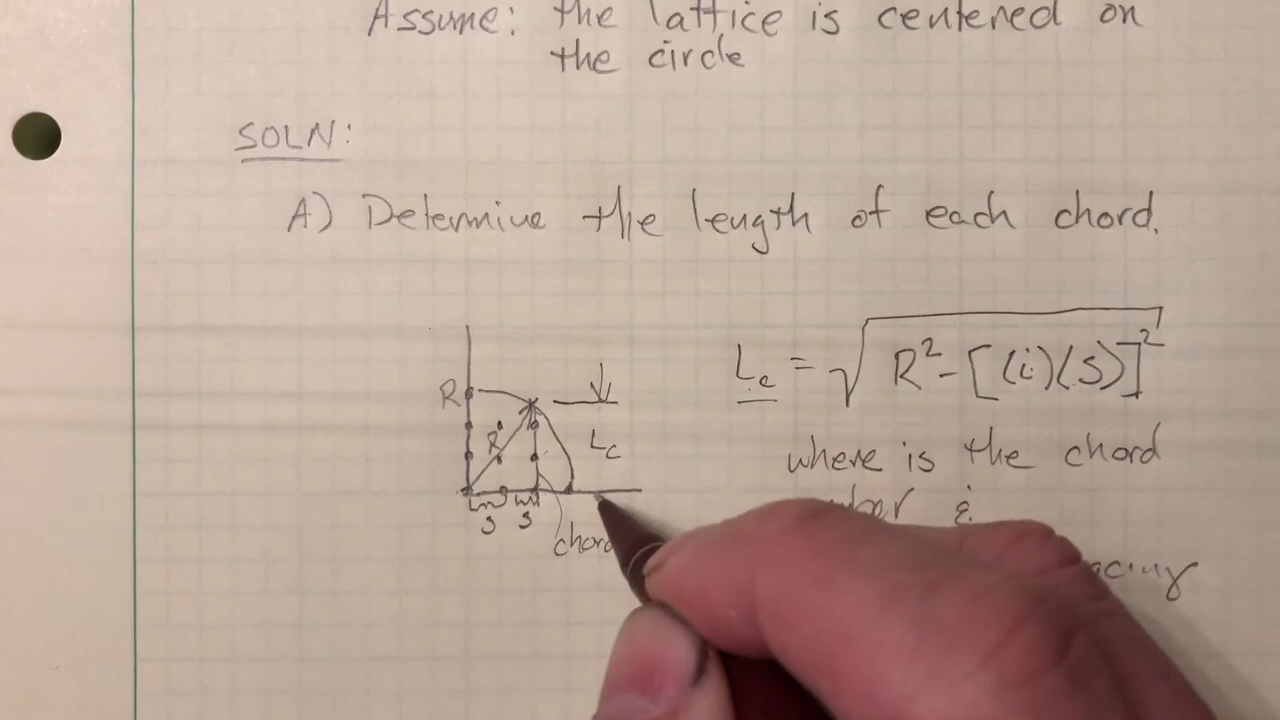 Assume: the lattice is centered on
the circle
SOLN:
A) Determine the length of each chord.
R
R
L_c
S S
chord
L_c = √(R² - [(i)(S)]²)
where is the chord
&